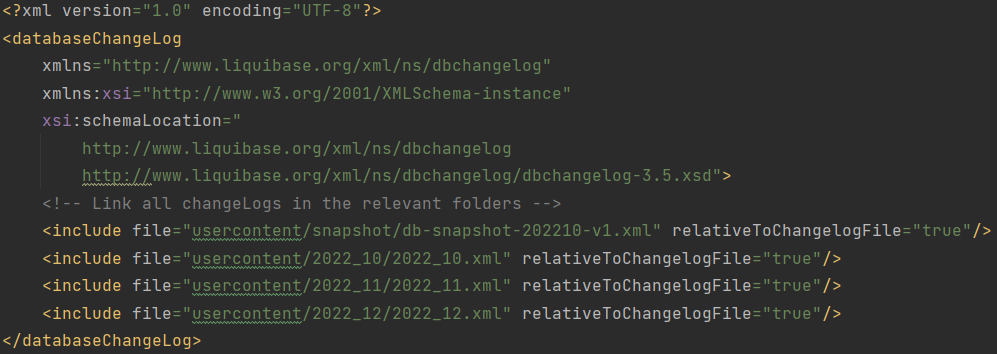 <?xml version="1.0" encoding="UTF-8"?>
<databaseChangeLog
xmlns="http://www.liquibase.org/xml/ns/dbchangelog"
xmlns:xsi="http://www.w3.org/2001/XMLSchema-instance"
xsi:schemaLocation="
http://www.liquibase.org/xml/ns/dbchangelog
http://www.liquibase.org/xml/ns/dbchangelog/dbchangelog-3.5.xsd">
<!-- Link all changeLogs in the relevant folders -->
<include file="usercontent/snapshot/db-snapshot-202210-v1.xml" relativeToChangelogFile="true"/>
<include file="usercontent/2022_10/2022_10.xml" relativeToChangelogFile="true"/>
<include file="usercontent/2022_11/2022_11.xml" relativeToChangelogFile="true"/>
<include file="usercontent/2022_12/2022_12.xml" relativeToChangelogFile="true"/>
</databaseChangeLog>